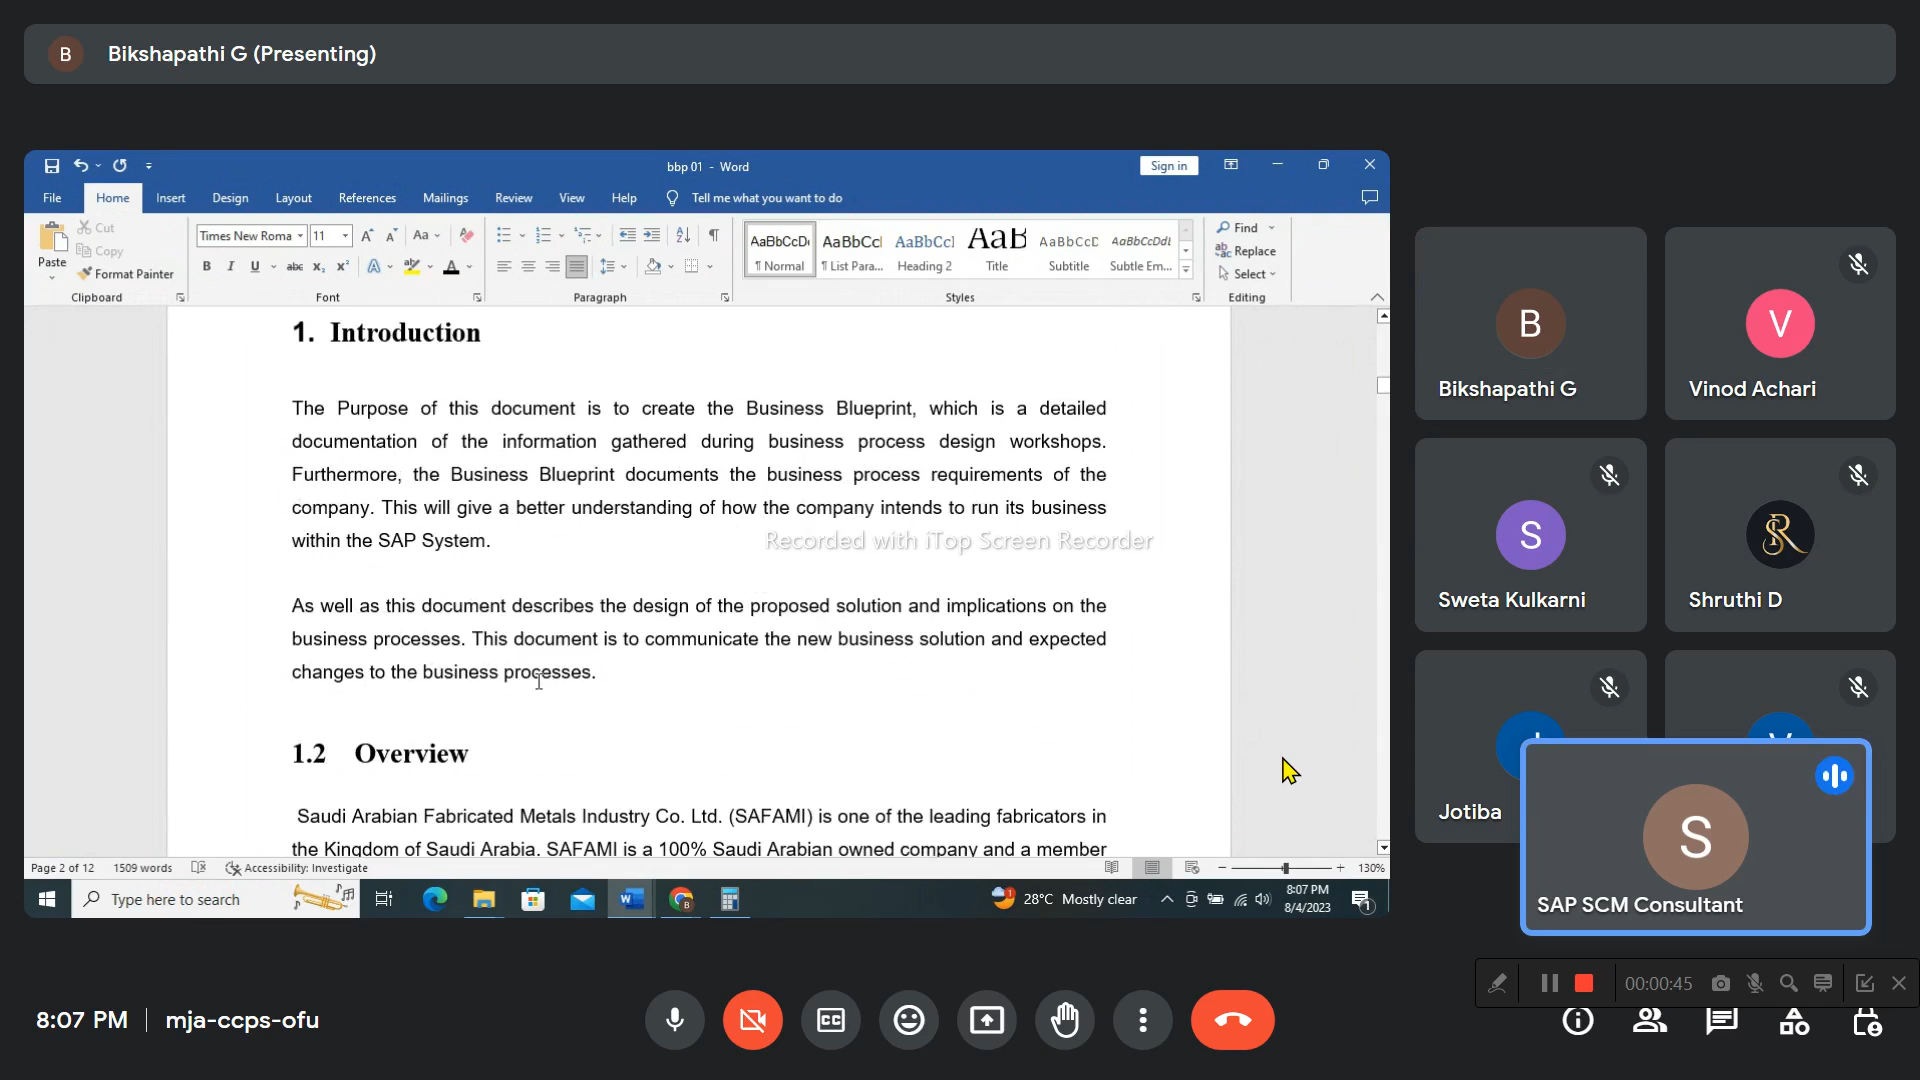 B Bikshapathi G (Presenting)
bbp 01 - Word
Sign in
File Home Insert Design Layout References Mailings Review View Help Tell me what you want to do
Paste
Cut
Copy
Format Painter
Clipboard
Times New Roma 11
Font
Paragraph
AaBbCcDc AaBbCcI AaBbCcI AaB AaBbCcD AaBbCcDdl
¶ Normal ¶ List Para... Heading 2 Title Subtitle Subtle Em...
Styles
Find
Replace
Select
Editing
1. Introduction
The Purpose of this document is to create the Business Blueprint, which is a detailed
documentation of the information gathered during business process design workshops.
Furthermore, the Business Blueprint documents the business process requirements of the
company. This will give a better understanding of how the company intends to run its business
within the SAP System.
Recorded with iTop Screen Recorder
As well as this document describes the design of the proposed solution and implications on the
business processes. This document is to communicate the new business solution and expected
changes to the business processes.
1.2 Overview
Saudi Arabian Fabricated Metals Industry Co. Ltd. (SAFAMI) is one of the leading fabricators in
the Kingdom of Saudi Arabia. SAFAMI is a 100% Saudi Arabian owned company and a member
Page 2 of 12 1509 words Accessibility: Investigate 130%
Type here to search
28°C Mostly clear
8:07 PM
8/4/2023
B
Bikshapathi G
V
Vinod Achari
S
Sweta Kulkarni
SR
Shruthi D
Jotiba
S
SAP SCM Consultant
00:00:45
8:07 PM | mja-ccps-ofu
CC